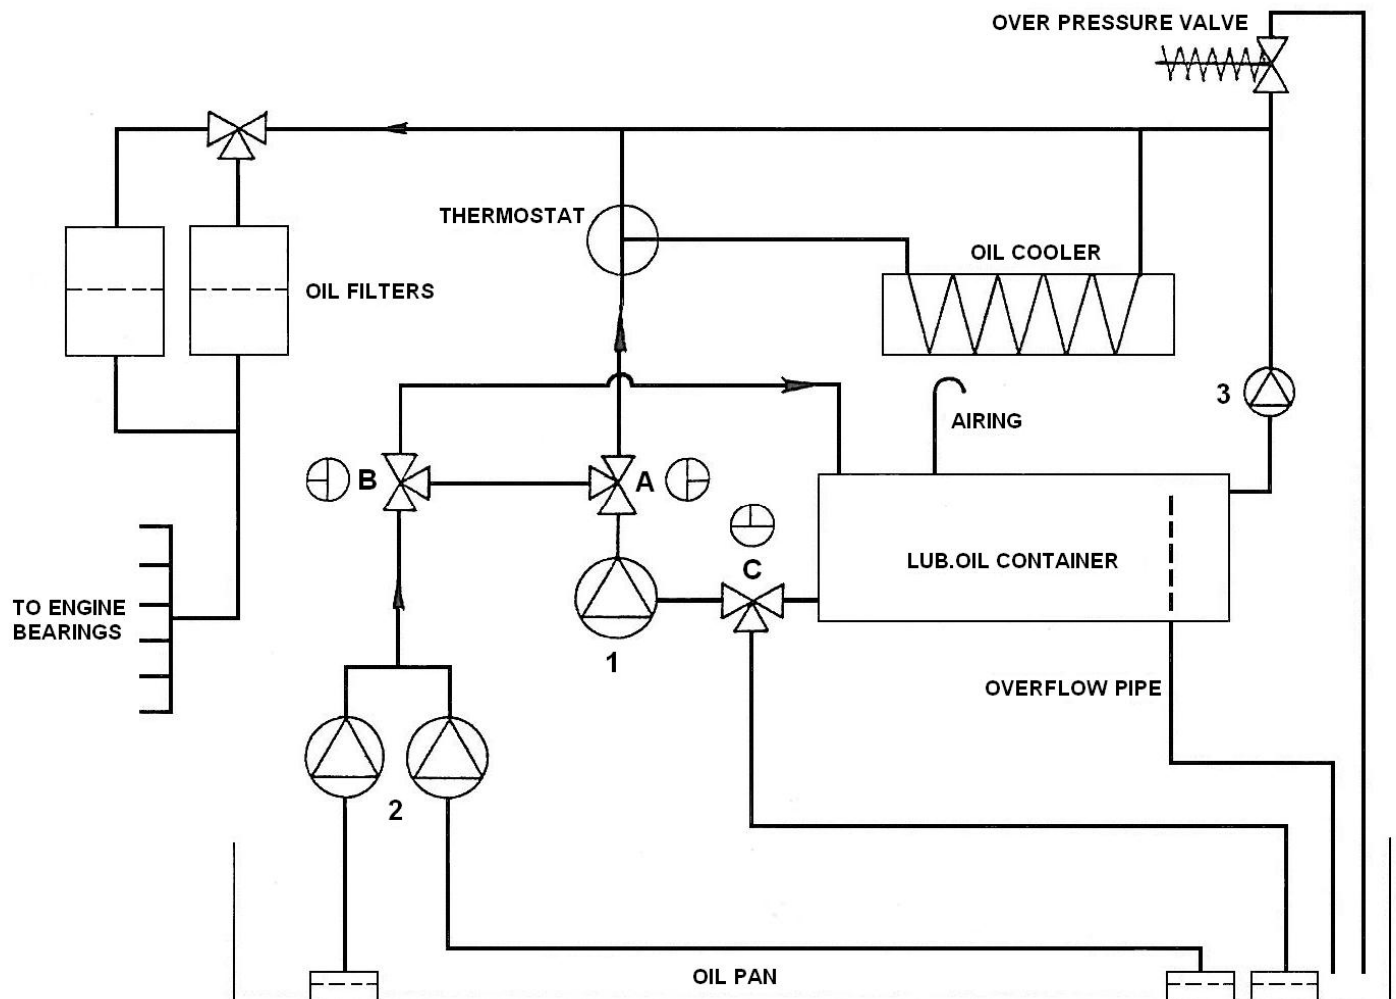 OVER PRESSURE VALVE
THERMOSTAT
OIL COOLER
OIL FILTERS
3
AIRING
B
A
C
LUB.OIL CONTAINER
TO ENGINE
BEARINGS
1
OVERFLOW PIPE
2
OIL PAN